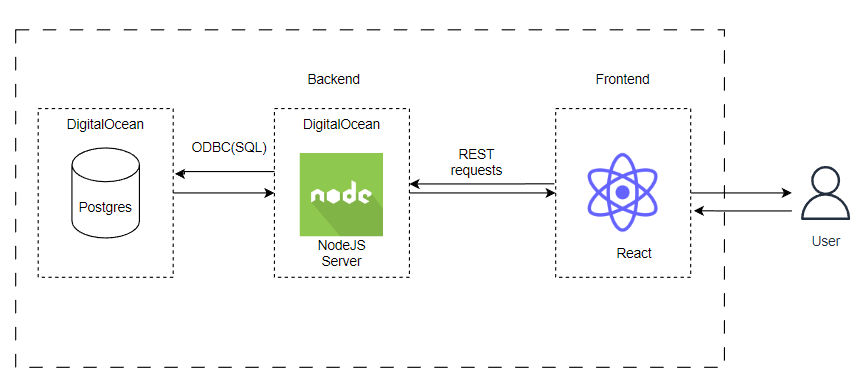 Backend
Frontend
DigitalOcean
DigitalOcean
ODBC(SQL)
REST
requests
node
Postgres
NodeJS
Server
React
User